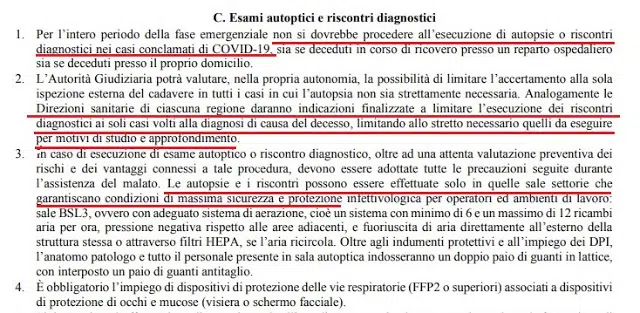 C. Esami autoptici e riscontri diagnostici
1. Per l'intero periodo della fase emergenziale non si dovrebbe procedere all'esecuzione di autopsie o riscontri
diagnostici nei casi conclamati di COVID-19, sia se deceduti in corso di ricovero presso un reparto ospedaliero
sia se deceduti presso il proprio domicilio.
2. L'Autorità Giudiziaria potrà valutare, nella propria autonomia, la possibilità di limitare l'accertamento alla sola
ispezione esterna del cadavere in tutti i casi in cui l'autopsia non sia strettamente necessaria. Analogamente le
Direzioni sanitarie di ciascuna regione daranno indicazioni finalizzate a limitare l'esecuzione dei riscontri
diagnostici ai soli casi volti alla diagnosi di causa del decesso, limitando allo stretto necessario quelli da eseguire
per motivi di studio e approfondimento.
3. In caso di esecuzione di esame autoptico o riscontro diagnostico, oltre ad una attenta valutazione preventiva dei
rischi e dei vantaggi connessi a tale procedura, devono essere adottate tutte le precauzioni seguite durante
l'assistenza del malato. Le autopsie e i riscontri possono essere effettuate solo in quelle sale settorie che
garantiscano condizioni di massima sicurezza e protezione infettivologica per operatori ed ambienti di lavoro:
sale BSL3, ovvero con adeguato sistema di aerazione, cioè un sistema con minimo di 6 e un massimo di 12 ricambi
aria per ora, pressione negativa rispetto alle aree adiacenti, e fuoriuscita di aria direttamente all'esterno della
struttura stessa o attraverso filtri HEPA, se l'aria ricircola. Oltre agli indumenti protettivi e all'impiego dei DPI,
l'anatomo patologo e tutto il personale presente in sala autoptica indosseranno un doppio paio di guanti in lattice,
con interposto un paio di guanti antitaglio.
4. È obbligatorio l'impiego di dispositivi di protezione delle vie respiratorie (FFP2 o superiori) associati a dispositivi
di protezione di occhi e mucose (visiera o schermo facciale).